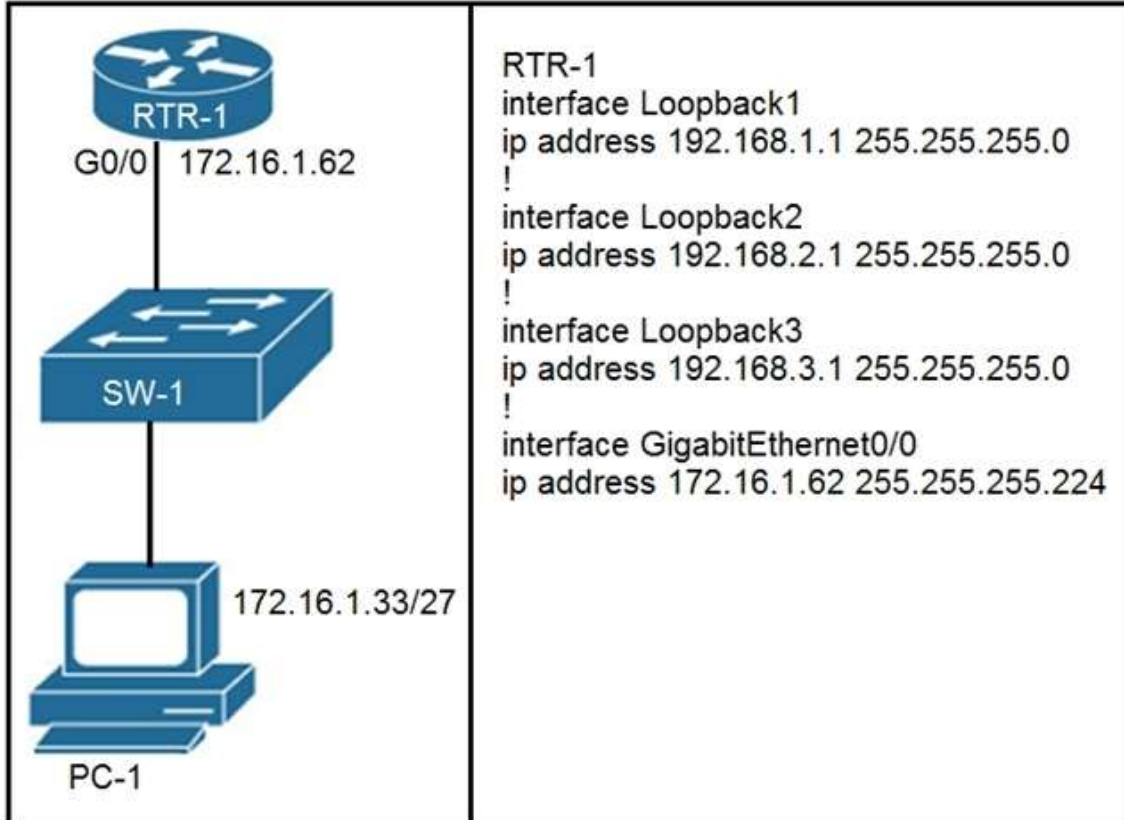 RTR-1
G0/0 172.16.1.62
SW-1
172.16.1.33/27
PC-1
RTR-1
interface Loopback1
ip address 192.168.1.1 255.255.255.0
!
interface Loopback2
ip address 192.168.2.1 255.255.255.0
!
interface Loopback3
ip address 192.168.3.1 255.255.255.0
!
interface GigabitEthernet0/0
ip address 172.16.1.62 255.255.255.224